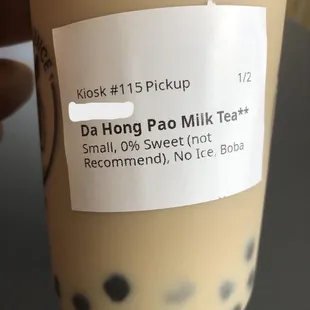 Kiosk #115 Pickup 1/2
Da Hong Pao Milk Tea**
Small, 0% Sweet (not
Recommend), No Ice, Boba